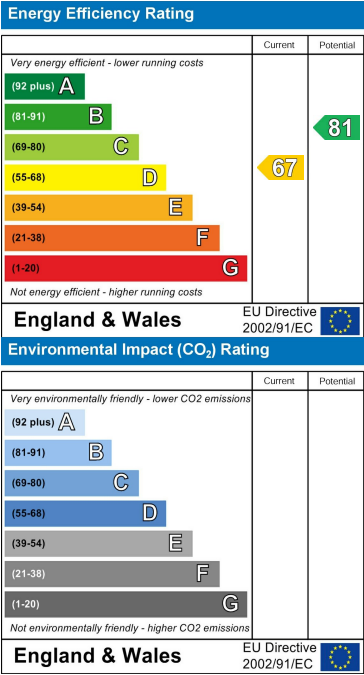 Energy Efficiency Rating
Current Potential
Very energy efficient - lower running costs
(92 plus) A
(81-91) B
(69-80) C
(55-68) D
(39-54) E
(21-38) F
(1-20) G
67
81
Not energy efficient - higher running costs
England & Wales
EU Directive
2002/91/EC
Environmental Impact (CO₂) Rating
Current Potential
Very environmentally friendly - lower CO2 emissions
(92 plus) A
(81-91) B
(69-80) C
(55-68) D
(39-54) E
(21-38) F
(1-20) G
Not environmentally friendly - higher CO2 emissions
England & Wales
EU Directive
2002/91/EC